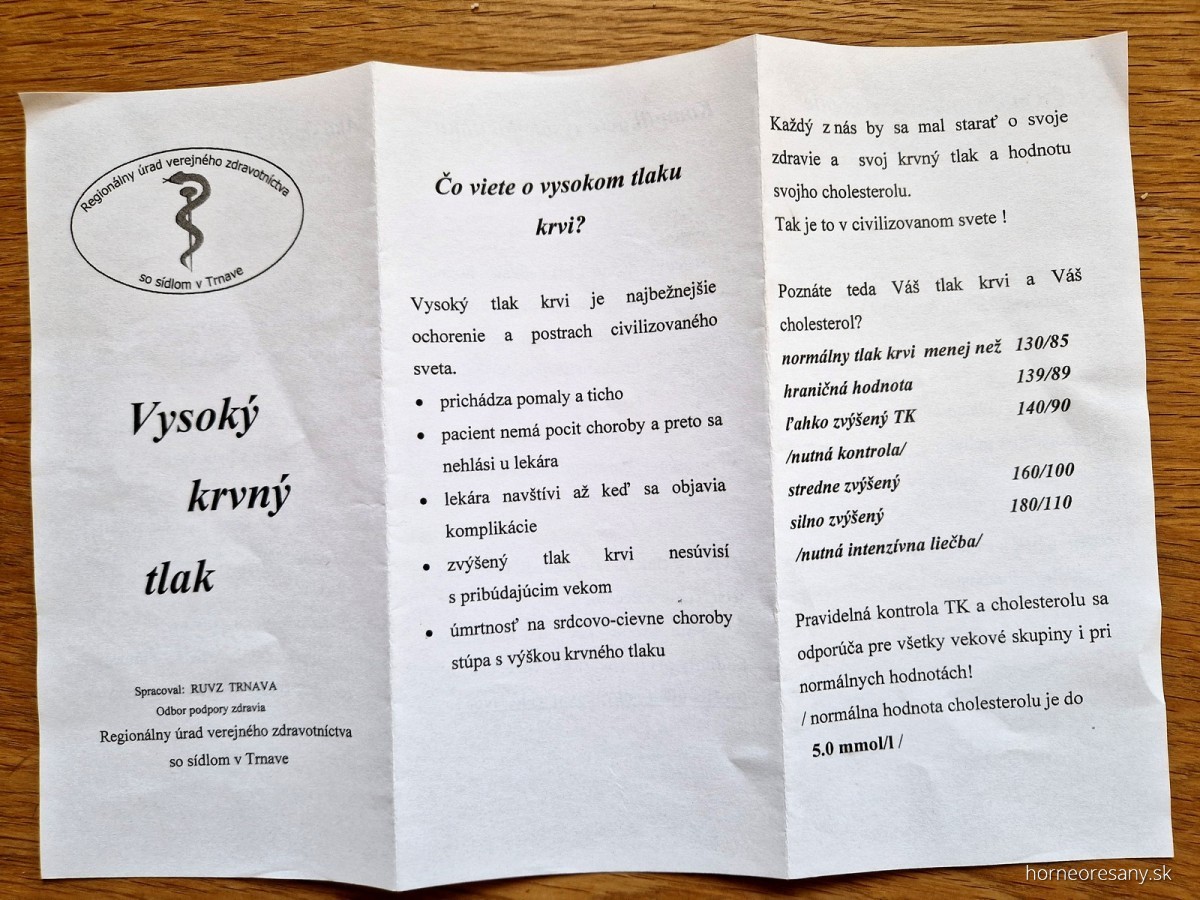 Regionálny úrad verejného zdravotníctva
so sídlom v Trnave
Vysoký
krvný
tlak
Spracoval: RUVZ TRNAVA
Odbor podpory zdravia
Regionálny úrad verejného zdravotníctva
so sídlom v Trnave
Čo viete o vysokom tlaku
krvi?
Vysoký tlak krvi je najbežnejšie
ochorenie a postrach civilizovaného
sveta.
• prichádza pomaly a ticho
• pacient nemá pocit choroby a preto sa
nehlási u lekára
• lekára navštívi až keď sa objavia
komplikácie
• zvýšený tlak krvi nesúvisí
s pribúdajúcim vekom
• úmrtnosť na srdcovo-cievne choroby
stúpa s výškou krvného tlaku
Každý z nás by sa mal starať o svoje
zdravie a svoj krvný tlak a hodnotu
svojho cholesterolu.
Tak je to v civilizovanom svete !
Poznáte teda Váš tlak krvi a Váš
cholesterol?
normálny tlak krvi menej než 130/85
hraničná hodnota 139/89
ľahko zvýšený TK 140/90
/nutná kontrola/
stredne zvýšený 160/100
silno zvýšený 180/110
/nutná intenzívna liečba/
Pravidelná kontrola TK a cholesterolu sa
odporúča pre všetky vekové skupiny i pri
normálnych hodnotách!
/ normálna hodnota cholesterolu je do
5.0 mmol/l /
horneoresany.sk